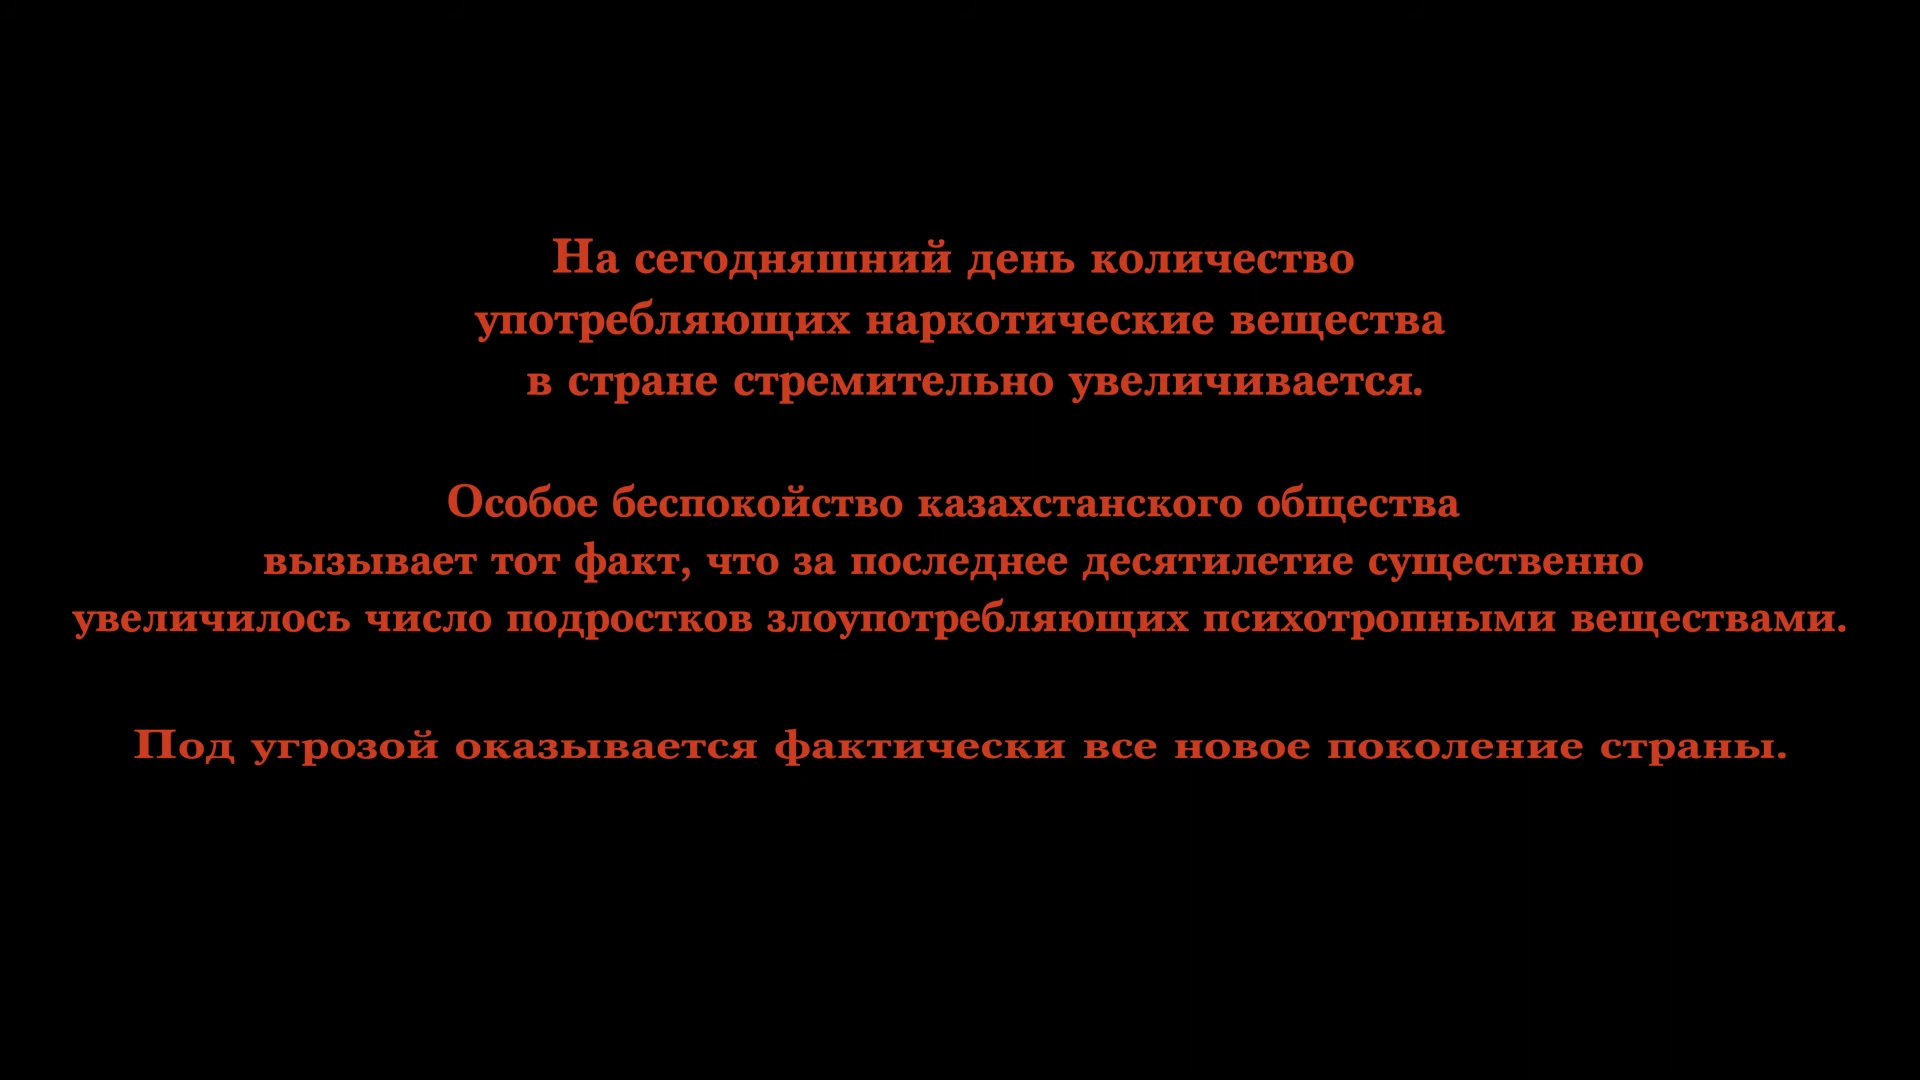 На сегодняшний день количество
употребляющих наркотические вещества
в стране стремительно увеличивается.
Особое беспокойство казахстанского общества
вызывает тот факт, что за последнее десятилетие существенно
увеличилось число подростков злоупотребляющих психотропными веществами.
Под угрозой оказывается фактически все новое поколение страны.